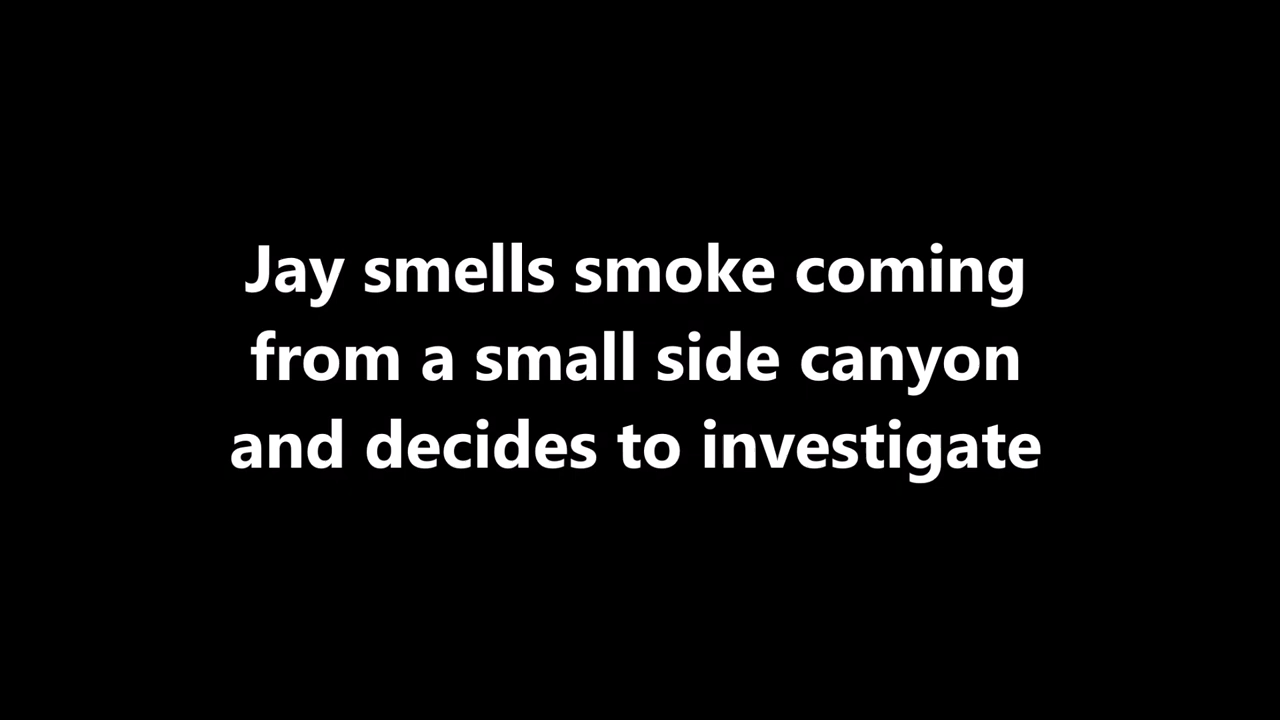 Jay smells smoke coming
from a small side canyon
and decides to investigate